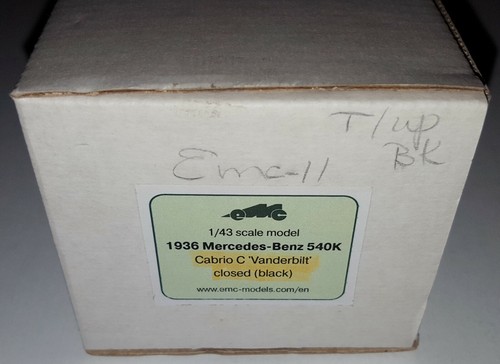 T/up
BK
Emc-11
emc
1/43 scale model
1936 Mercedes-Benz 540K
Cabrio C 'Vanderbilt'
closed (black)
www.emc-models.com/en